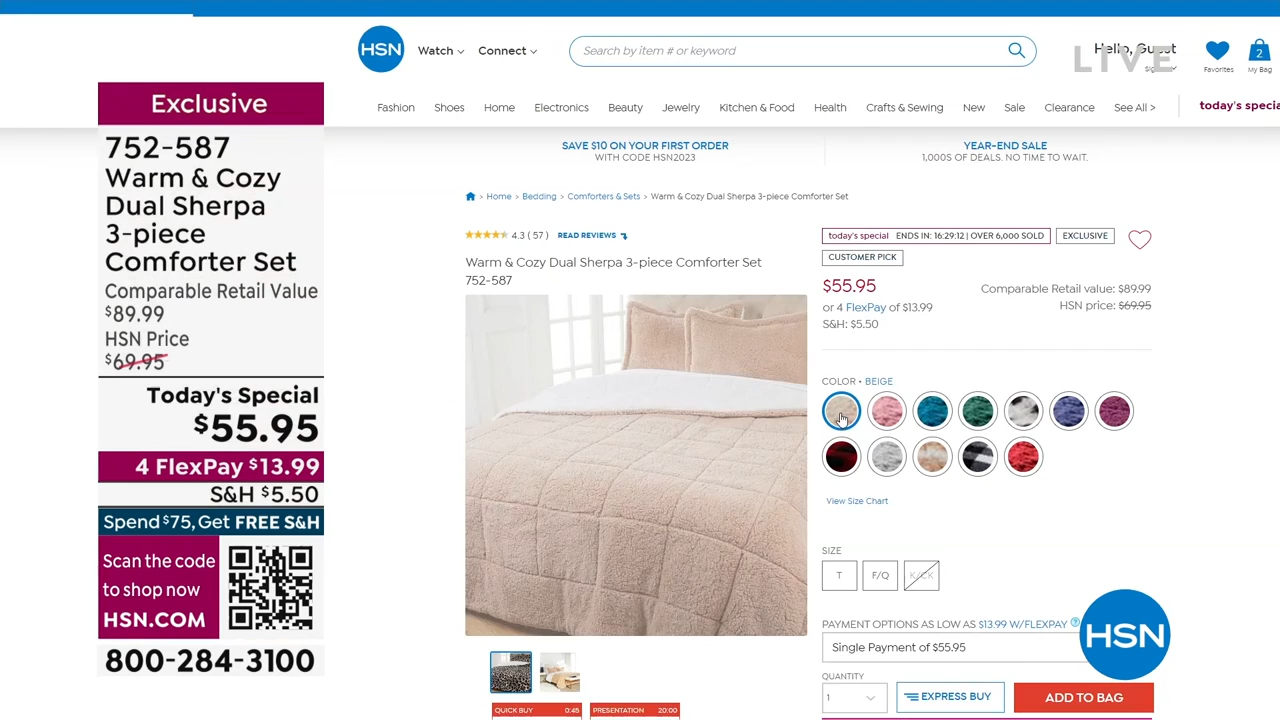 Exclusive
752-587
Warm & Cozy
Dual Sherpa
3-piece
Comforter Set
Comparable Retail Value
$89.99
HSN Price
$69.95
Today's Special
$55.95
4 FlexPay $13.99
S&H $5.50
Spend $75, Get FREE S&H
Scan the code
to shop now
HSN.COM
800-284-3100
HSN
Watch
Connect
Search by item # or keyword
Hello, Guest
LIVE
Favorites
2
My Bag
Fashion Shoes Home Electronics Beauty Jewelry Kitchen & Food Health Crafts & Sewing New Sale Clearance See All >
SAVE $10 ON YOUR FIRST ORDER
WITH CODE HSN2023
YEAR-END SALE
1,000S OF DEALS. NO TIME TO WAIT.
> Home > Bedding > Comforters & Sets > Warm & Cozy Dual Sherpa 3-piece Comforter Set
4.3 ( 57 ) READ REVIEWS
Warm & Cozy Dual Sherpa 3-piece Comforter Set
752-587
today's special ENDS IN: 16:29:12 | OVER 6,000 SOLD
EXCLUSIVE
CUSTOMER PICK
$55.95
or 4 FlexPay of $13.99
S&H: $5.50
Comparable Retail value: $89.99
HSN price: $69.95
COLOR • BEIGE
View Size Chart
SIZE
T F/Q K/CK
PAYMENT OPTIONS AS LOW AS $13.99 W/FLEXPAY ?
Single Payment of $55.95
QUANTITY
1
EXPRESS BUY
ADD TO BAG
HSN
QUICK BUY 0:45
PRESENTATION 20:00